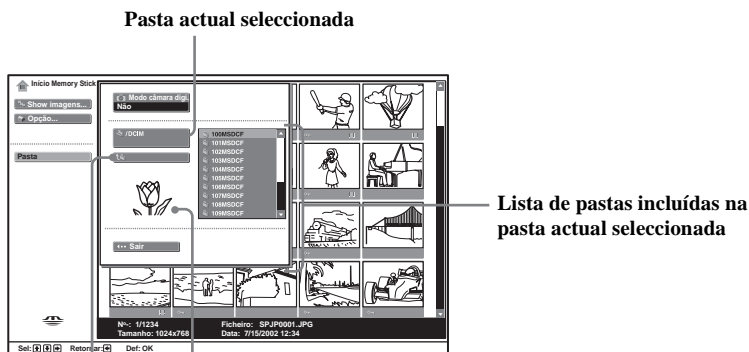 Pasta actual seleccionada
Início Memory Stick
Show imagens...
Opção...
Pasta
Modo câmara digi.
Não
/DCIM
100MSDCF
101MSDCF
102MSDCF
103MSDCF
104MSDCF
105MSDCF
106MSDCF
107MSDCF
108MSDCF
109MSDCF
Sair
Lista de pastas incluídas na
pasta actual seleccionada
Nº-: 1/1234 Ficheiro: SPJP0001.JPG
Tamanho: 1024x768 Data: 7/15/2002 12:34
Sel: Retornar: Def: OK